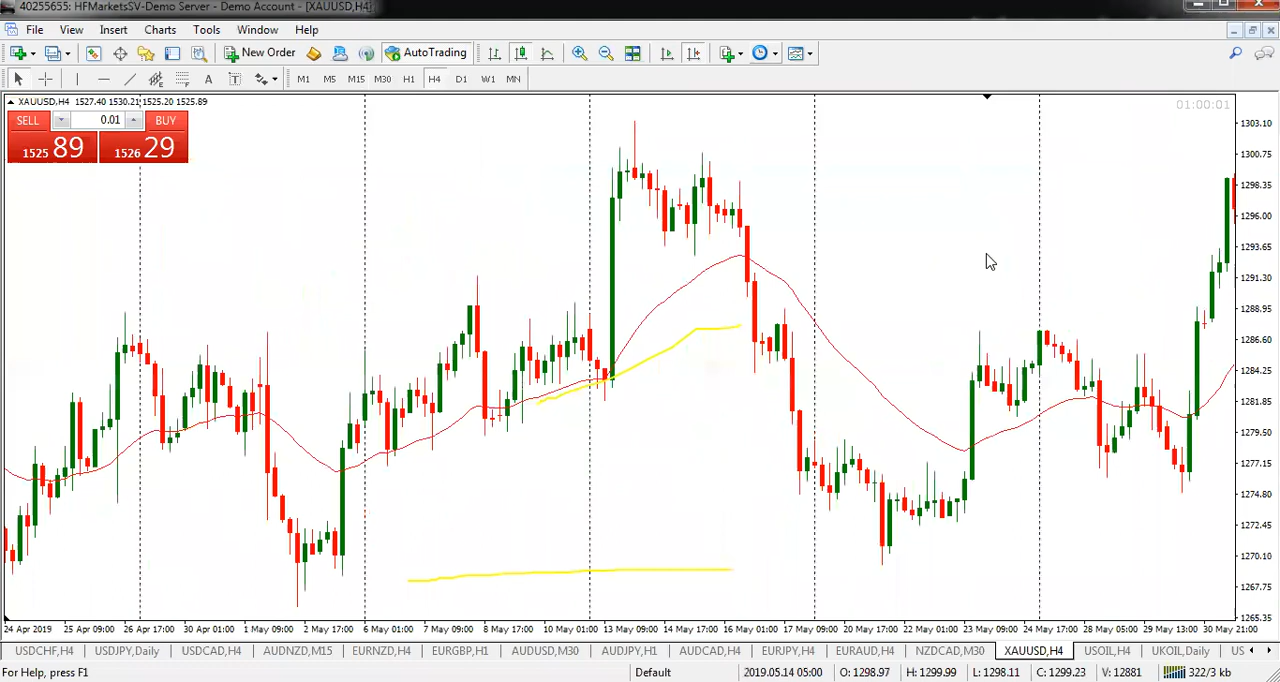 40255655: HFMarketsSV-Demo Server - Demo Account - [XAUUSD,H4]
File View Insert Charts Tools Window Help
New Order AutoTrading
A T M1 M5 M15 M30 H1 H4 D1 W1 MN
XAUUSD,H4 1527.40 1530.21 1525.20 1525.89
01:00:01
SELL 0.01 BUY
1525 89 1526 29
1303.10
1300.75
1298.35
1296.00
1293.65
1291.30
1288.95
1286.60
1284.25
1281.85
1279.50
1277.15
1274.80
1272.45
1270.10
1267.75
1265.35
24 Apr 2019 25 Apr 09:00 26 Apr 17:00 30 Apr 01:00 1 May 09:00 2 May 17:00 6 May 01:00 7 May 09:00 8 May 17:00 10 May 01:00 13 May 09:00 14 May 17:00 16 May 01:00 17 May 09:00 20 May 17:00 22 May 01:00 23 May 09:00 24 May 17:00 28 May 05:00 29 May 13:00 30 May 21:00
USDCHF,H4 USDJPY,Daily USDCAD,H4 AUDNZD,M15 EURNZD,H4 EURGBP,H1 AUDUSD,M30 AUDJPY,H1 AUDCAD,H4 EURJPY,H4 EURAUD,H4 NZDCAD,M30 XAUUSD,H4 USOIL,H4 UKOIL,Daily US
For Help, press F1 Default 2019.05.14 05:00 O: 1298.97 H: 1299.99 L: 1298.11 C: 1299.23 V: 12881 322/3 kb